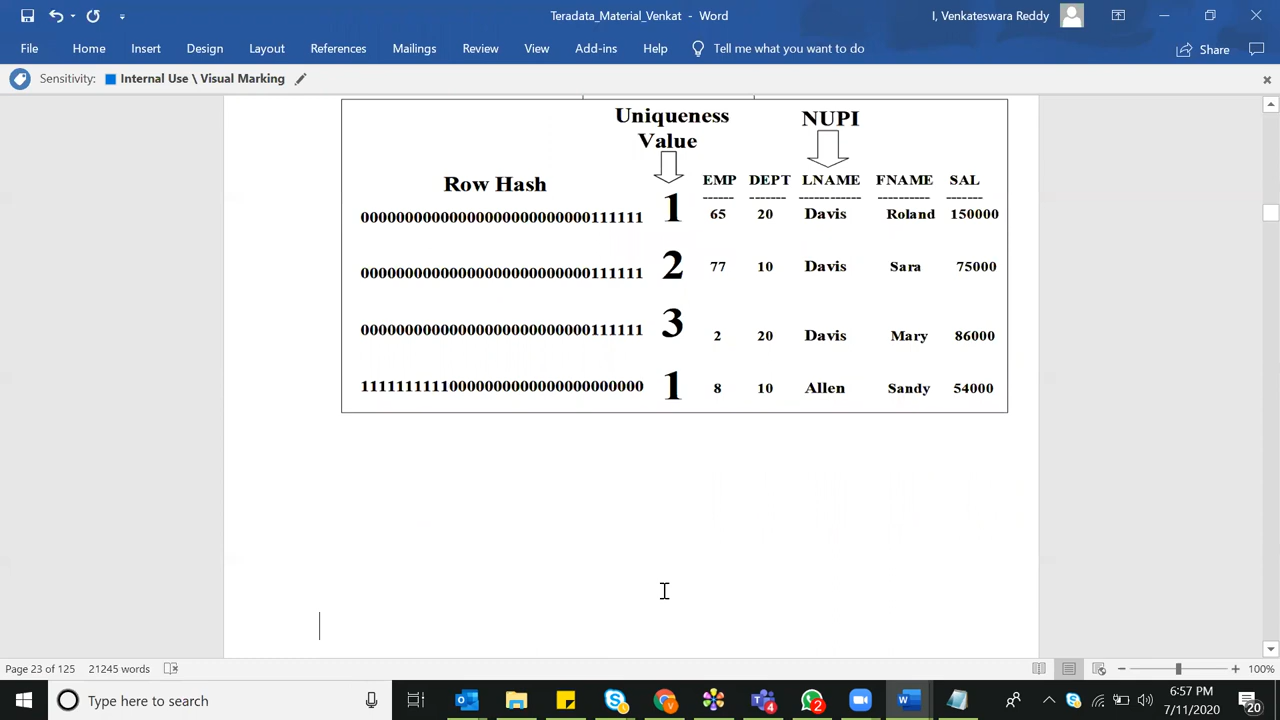 Teradata_Material_Venkat - Word
I, Venkateswara Reddy
File Home Insert Design Layout References Mailings Review View Add-ins Help Tell me what you want to do Share
Sensitivity: Internal Use \ Visual Marking
Uniqueness
Value
NUPI
Row Hash
EMP DEPT LNAME FNAME SAL
------ ------- ------------ ---------- -------
00000000000000000000000000111111 1 65 20 Davis Roland 150000
00000000000000000000000000111111 2 77 10 Davis Sara 75000
00000000000000000000000000111111 3 2 20 Davis Mary 86000
11111111110000000000000000000000 1 8 10 Allen Sandy 54000
Page 23 of 125 21245 words 100%
Type here to search
4
2
6:57 PM
7/11/2020
20